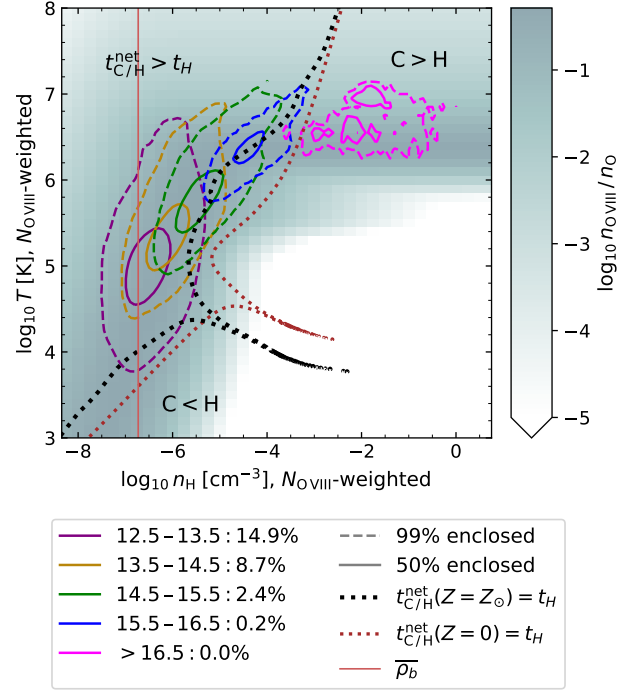 8
7
6
5
4
3
−8
−6
−4
−2
0
log₁₀ T [K], N_O VIII-weighted
log₁₀ n_H [cm⁻³], N_O VIII-weighted
t^net_C/H > t_H
C > H
C < H
−1
−2
−3
−4
−5
log₁₀ n_O VIII / n_O
12.5 – 13.5 : 14.9%
13.5 – 14.5 : 8.7%
14.5 – 15.5 : 2.4%
15.5 – 16.5 : 0.2%
> 16.5 : 0.0%
99% enclosed
50% enclosed
t^net_C/H(Z = Z_⊙) = t_H
t^net_C/H(Z = 0) = t_H
ρ_b̅